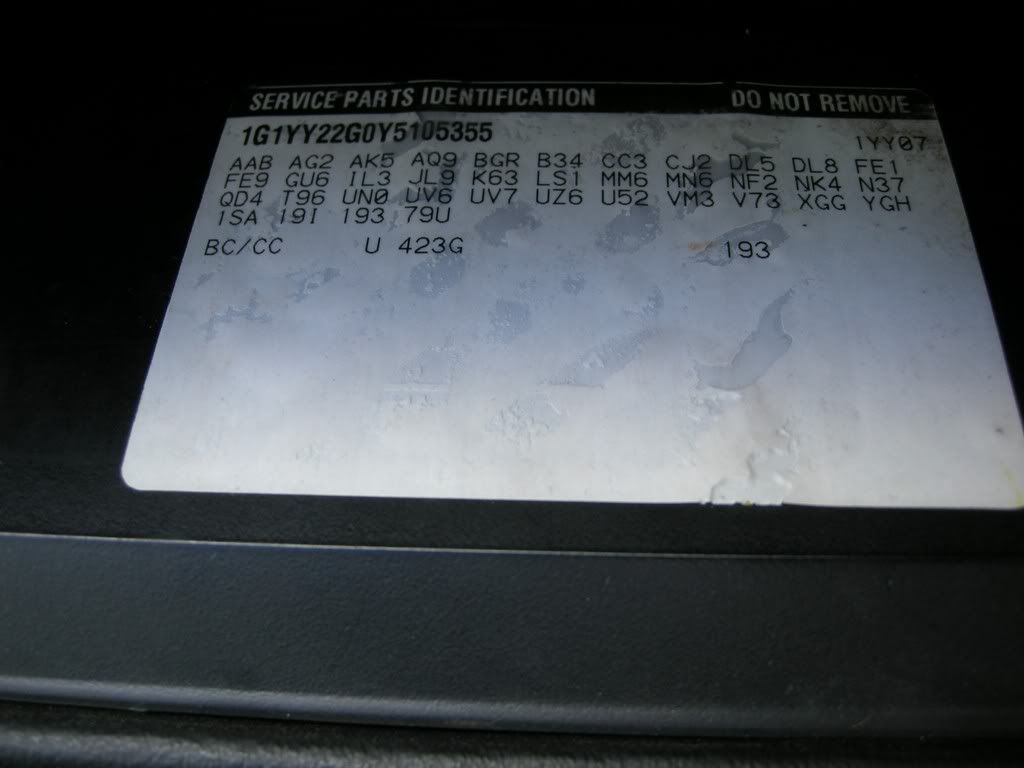 SERVICE PARTS IDENTIFICATION DO NOT REMOVE
1G1YY22G0Y5105355 1YY07
AAB AG2 AK5 AQ9 BGR B34 CC3 CJ2 DL5 DL8 FE1
FE9 GU6 IL3 JL9 K63 LS1 MM6 MN6 NF2 NK4 N37
QD4 T96 UN0 UV6 UV7 UZ6 U52 VM3 V73 XGG YGH
1SA 19I 193 79U
BC/CC U 423G 193